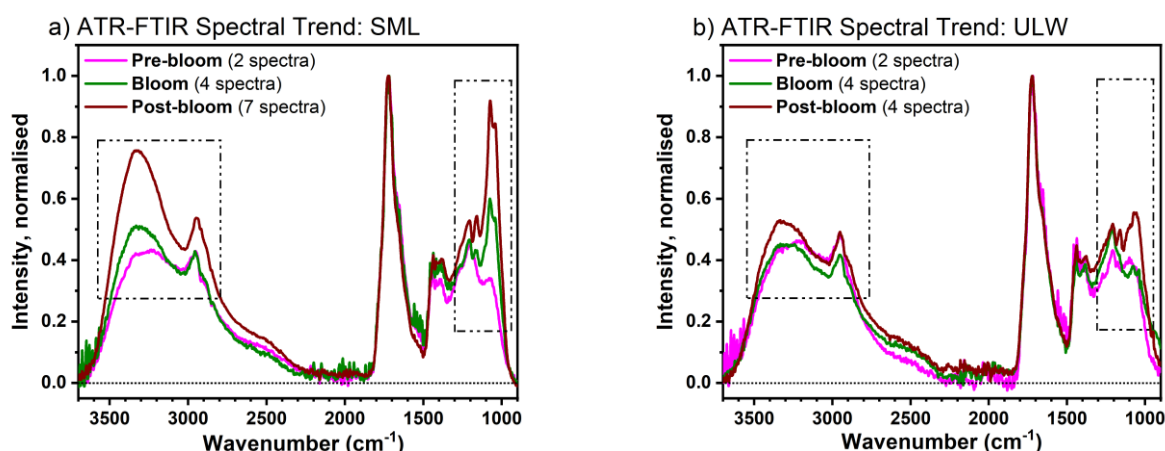 a) ATR-FTIR Spectral Trend: SML
Pre-bloom (2 spectra)
Bloom (4 spectra)
Post-bloom (7 spectra)
Intensity, normalised
1.0
0.8
0.6
0.4
0.2
0.0
3500 3000 2500 2000 1500 1000
Wavenumber (cm⁻¹)
b) ATR-FTIR Spectral Trend: ULW
Pre-bloom (2 spectra)
Bloom (4 spectra)
Post-bloom (4 spectra)
Intensity, normalised
1.0
0.8
0.6
0.4
0.2
0.0
3500 3000 2500 2000 1500 1000
Wavenumber (cm⁻¹)